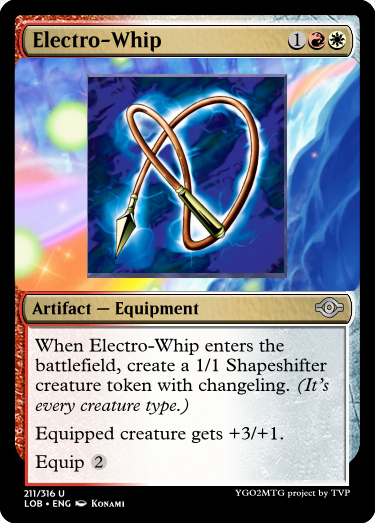 Electro-Whip 1
Artifact — Equipment
When Electro-Whip enters the
battlefield, create a 1/1 Shapeshifter
creature token with changeling. (It's
every creature type.)
Equipped creature gets +3/+1.
Equip 2
211/316 U
LOB • ENG Konami
YGO2MTG project by TVP